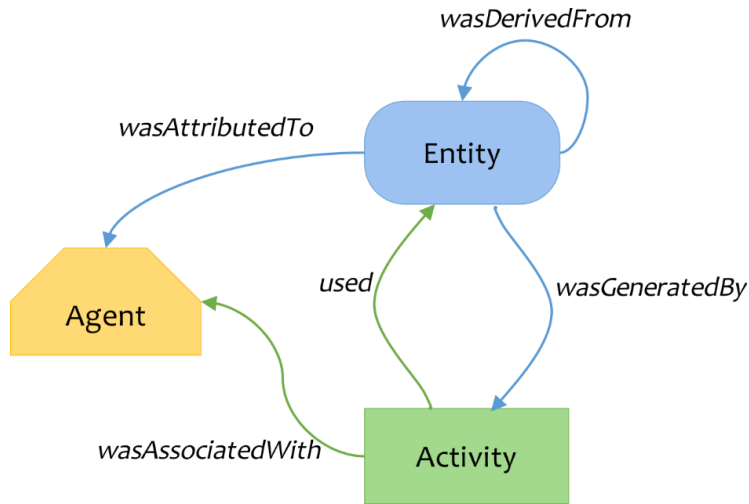 wasDerivedFrom
wasAttributedTo
Entity
used
wasGeneratedBy
Agent
wasAssociatedWith
Activity